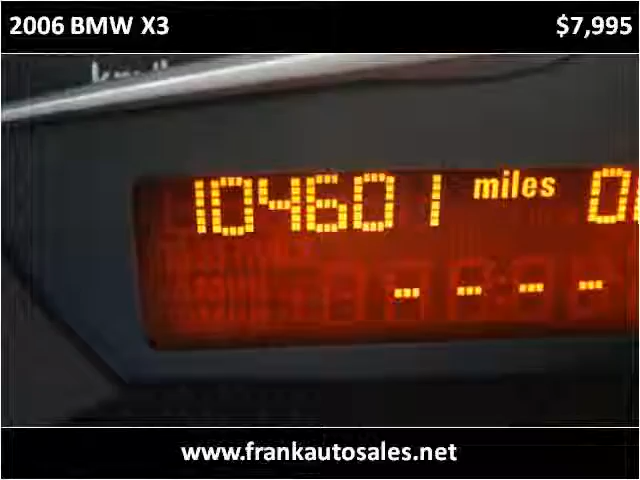 2006 BMW X3 $7,995
104601 miles
- - - -
www.frankautosales.net